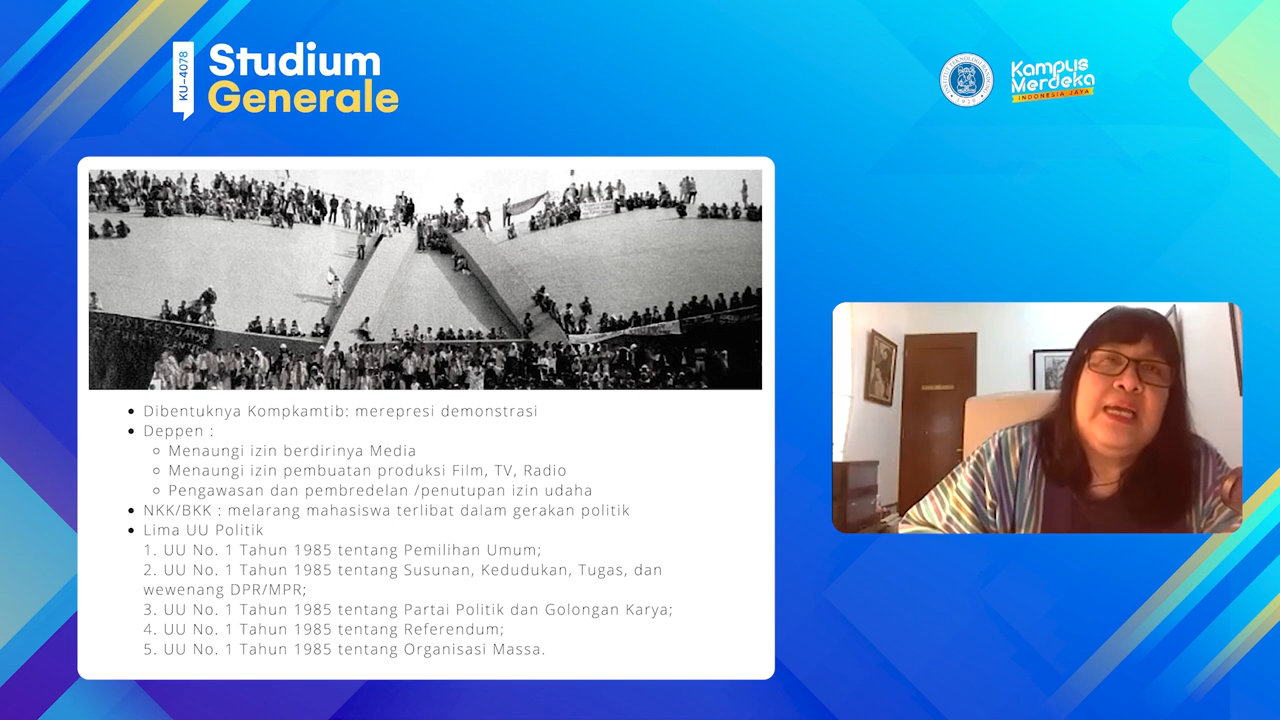 KU-4078
Studium
Generale
INSTITUT TEKNOLOGI BANDUNG
1920
Kampus
Merdeka
INDONESIA JAYA
Dibentuknya Kompkamtib: merepresi demonstrasi
Deppen :
Menaungi izin berdirinya Media
Menaungi izin pembuatan produksi Film, TV, Radio
Pengawasan dan pembredelan /penutupan izin udaha
NKK/BKK : melarang mahasiswa terlibat dalam gerakan politik
Lima UU Politik
1. UU No. 1 Tahun 1985 tentang Pemilihan Umum;
2. UU No. 1 Tahun 1985 tentang Susunan, Kedudukan, Tugas, dan
wewenang DPR/MPR;
3. UU No. 1 Tahun 1985 tentang Partai Politik dan Golongan Karya;
4. UU No. 1 Tahun 1985 tentang Referendum;
5. UU No. 1 Tahun 1985 tentang Organisasi Massa.